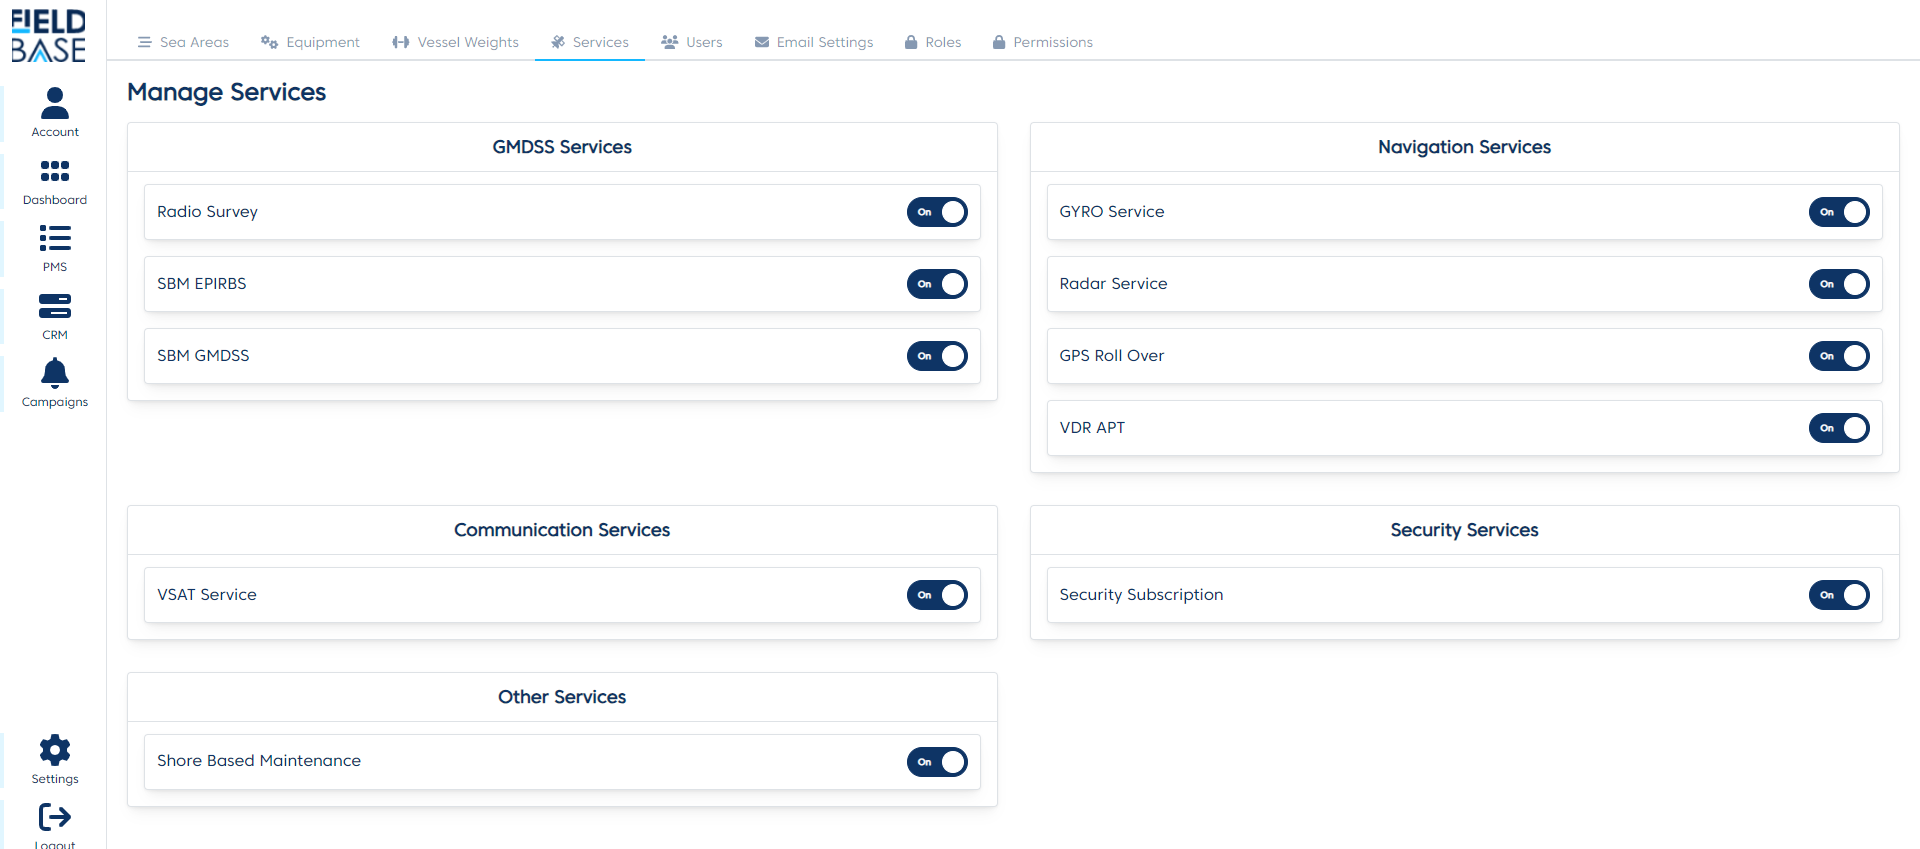 FIELD
BASE
Account
Dashboard
PMS
CRM
Campaigns
Settings
Logout
Sea Areas Equipment Vessel Weights Services Users Email Settings Roles Permissions
Manage Services
GMDSS Services
Radio Survey On
SBM EPIRBS On
SBM GMDSS On
Navigation Services
GYRO Service On
Radar Service On
GPS Roll Over On
VDR APT On
Communication Services
VSAT Service On
Security Services
Security Subscription On
Other Services
Shore Based Maintenance On